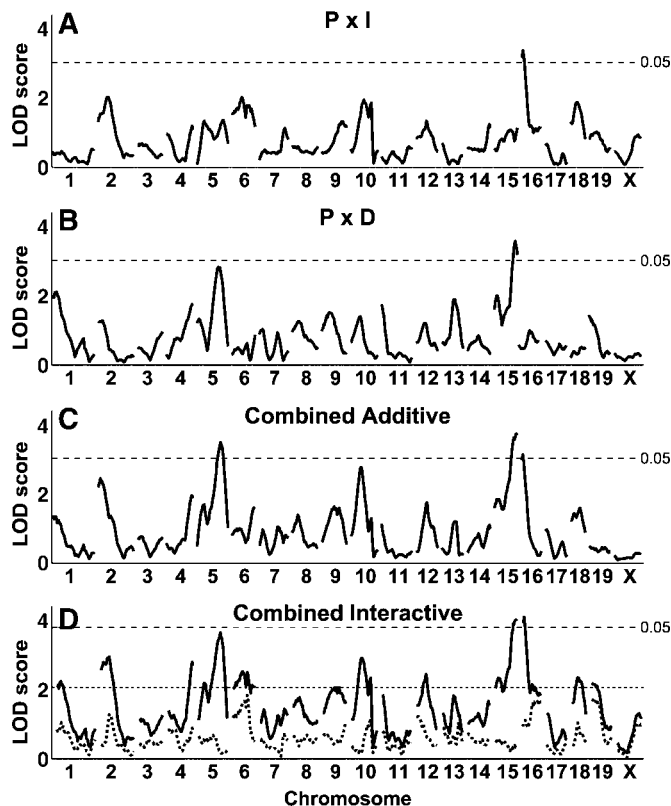 A
P x I
LOD score
4
2
0
0.05
1 2 3 4 5 6 7 8 9 10 11 12 13 14 15 16 17 18 19 X
B
P x D
LOD score
4
2
0
0.05
1 2 3 4 5 6 7 8 9 10 11 12 13 14 15 16 17 18 19 X
C
Combined Additive
LOD score
4
2
0
0.05
1 2 3 4 5 6 7 8 9 10 11 12 13 14 15 16 17 18 19 X
D
Combined Interactive
LOD score
4
2
0
0.05
1 2 3 4 5 6 7 8 9 10 11 12 13 14 15 16 17 18 19 X
Chromosome